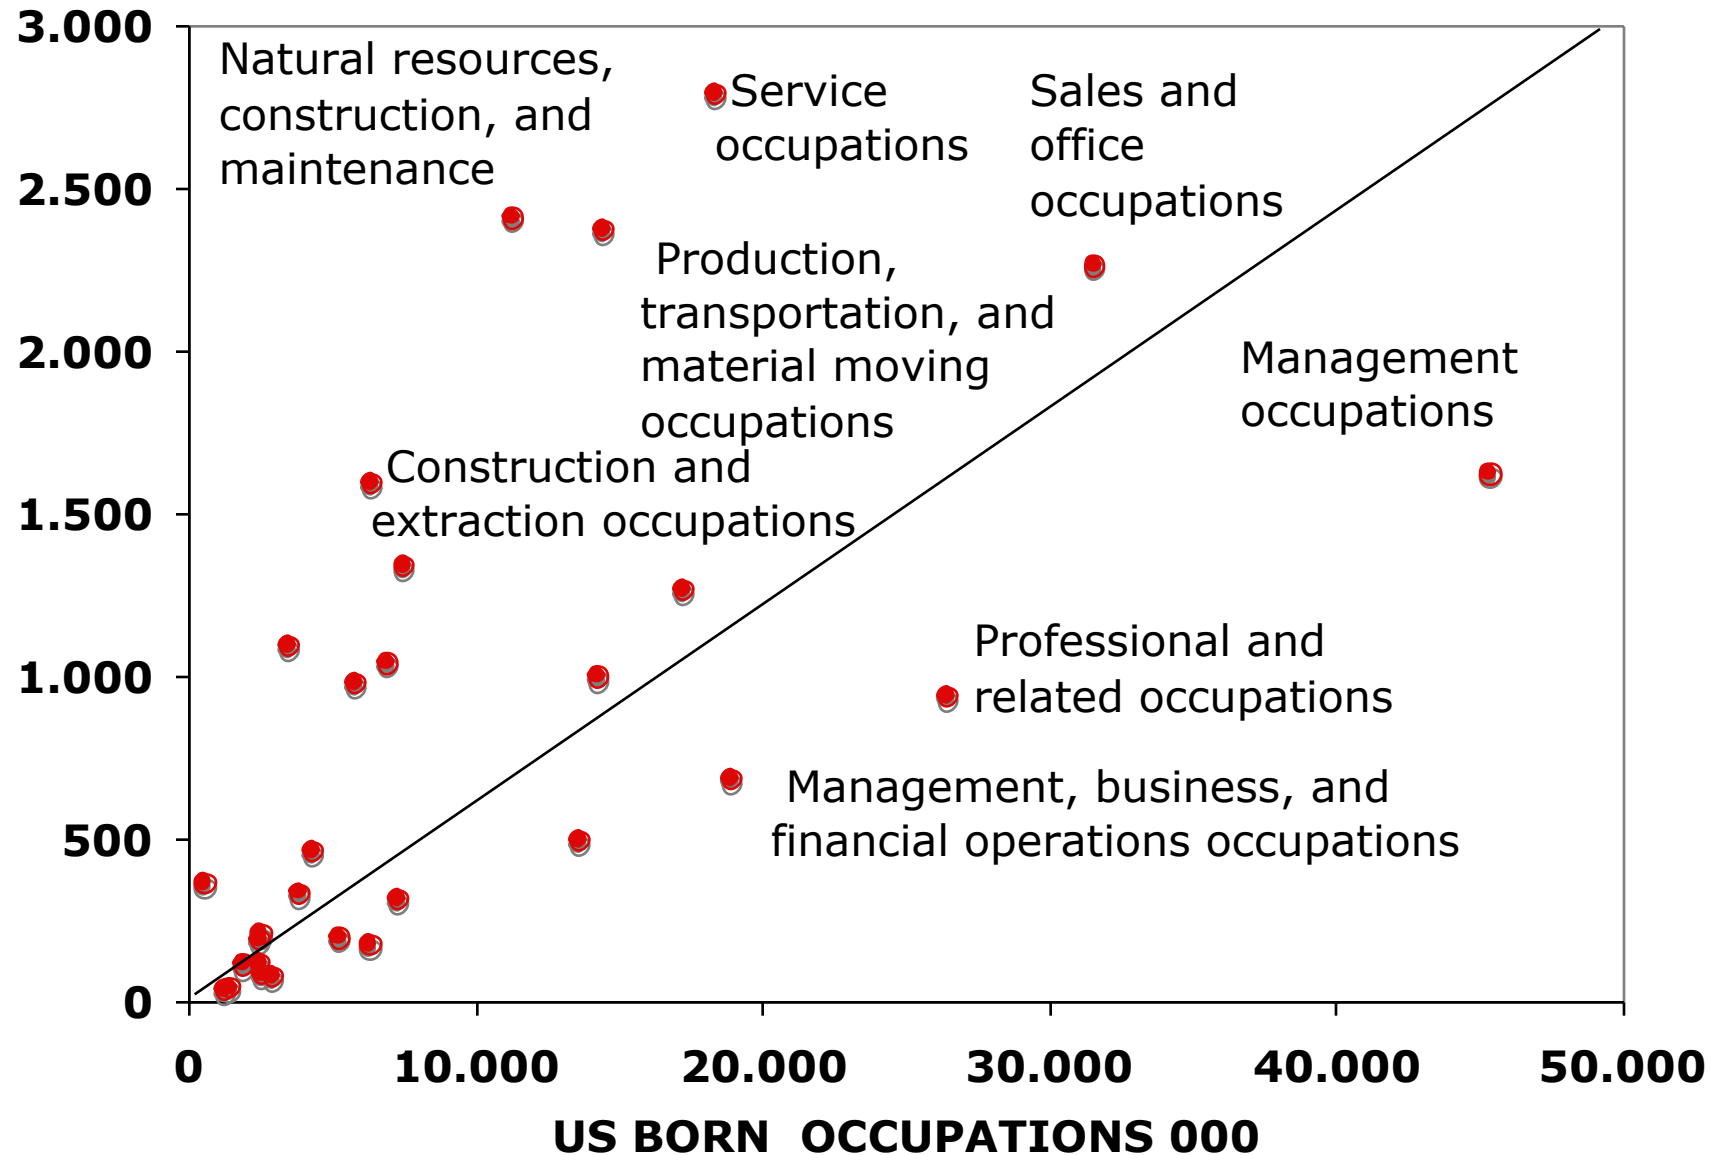 3.000
2.500
2.000
1.500
1.000
500
0
Natural resources,
construction, and
maintenance
Service
occupations
Sales and
office
occupations
Production,
transportation, and
material moving
occupations
Management
occupations
Construction and
extraction occupations
Professional and
related occupations
Management, business, and
financial operations occupations
0 10.000 20.000 30.000 40.000 50.000
US BORN  OCCUPATIONS 000